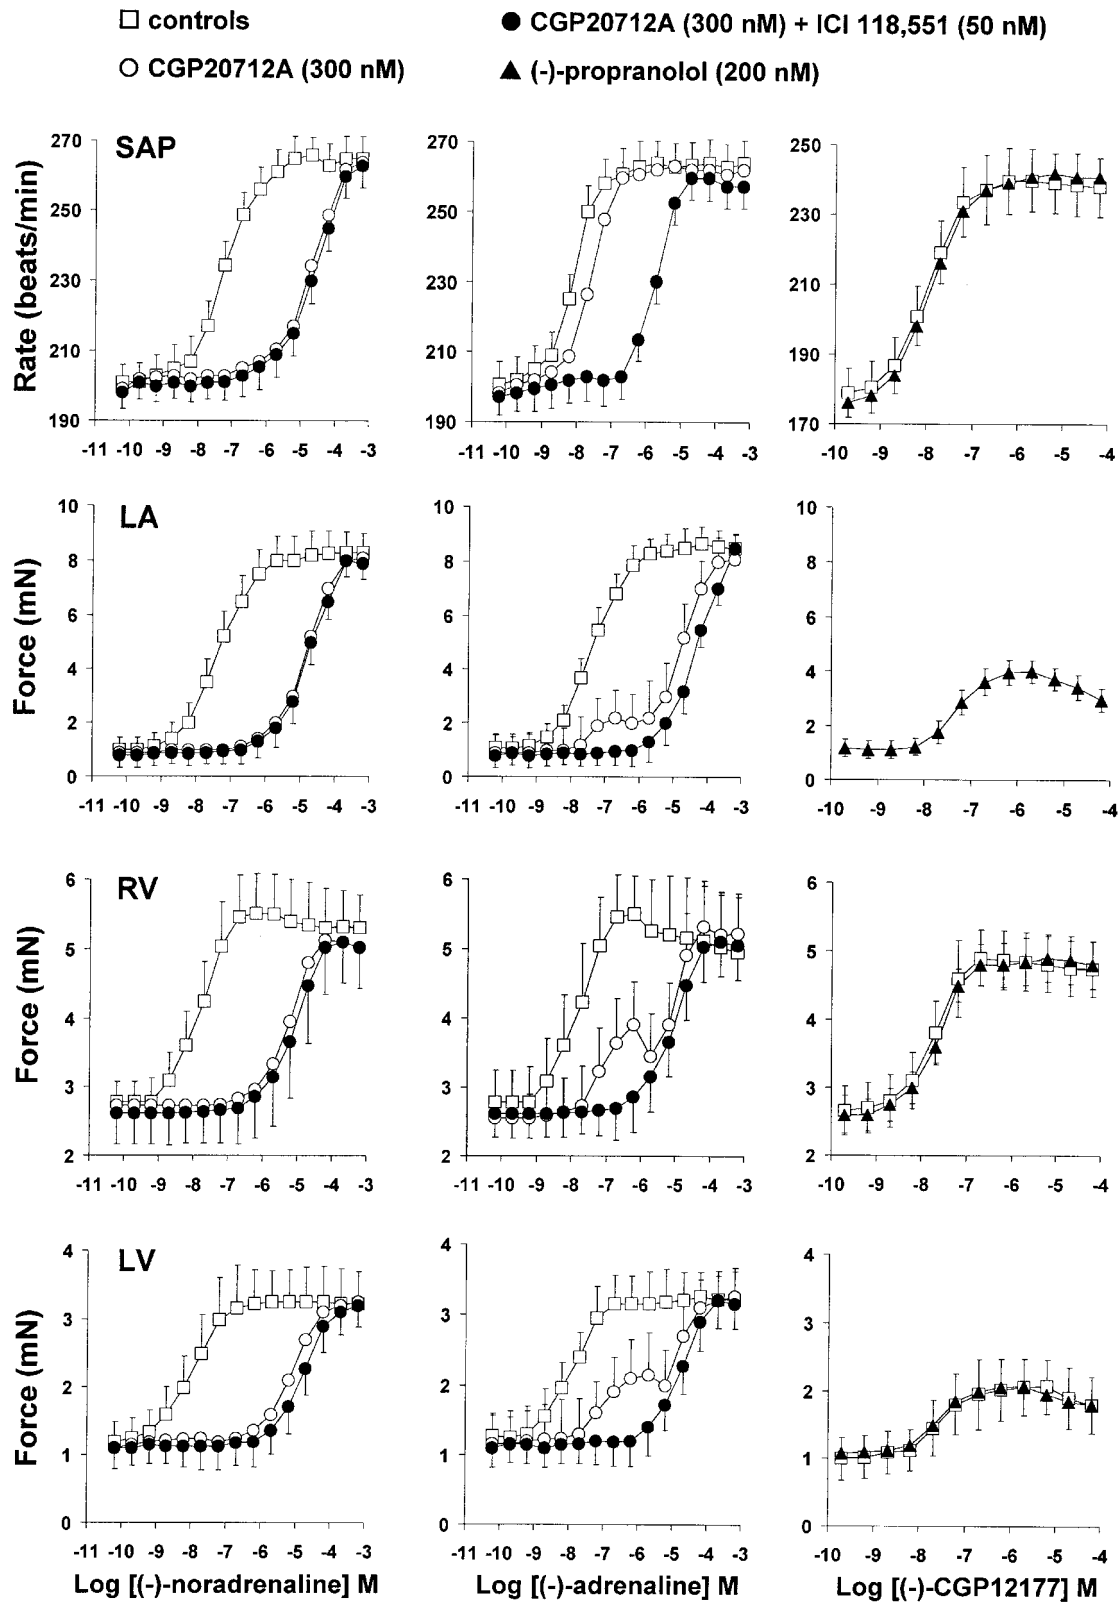 controls
CGP20712A (300 nM) + ICI 118,551 (50 nM)
CGP20712A (300 nM)
(-)-propranolol (200 nM)
SAP
Rate (beats/min)
270
250
230
210
190
-11 -10 -9 -8 -7 -6 -5 -4 -3
270
250
230
210
190
-11 -10 -9 -8 -7 -6 -5 -4 -3
250
230
210
190
170
-10 -9 -8 -7 -6 -5 -4
LA
Force (mN)
10
8
6
4
2
0
-11 -10 -9 -8 -7 -6 -5 -4 -3
10
8
6
4
2
0
-11 -10 -9 -8 -7 -6 -5 -4 -3
10
8
6
4
2
0
-10 -9 -8 -7 -6 -5 -4
RV
Force (mN)
6
5
4
3
2
-11 -10 -9 -8 -7 -6 -5 -4 -3
6
5
4
3
2
-11 -10 -9 -8 -7 -6 -5 -4 -3
6
5
4
3
2
-10 -9 -8 -7 -6 -5 -4
LV
Force (mN)
4
3
2
1
0
-11 -10 -9 -8 -7 -6 -5 -4 -3
Log [(-)-noradrenaline] M
4
3
2
1
0
-11 -10 -9 -8 -7 -6 -5 -4 -3
Log [(-)-adrenaline] M
4
3
2
1
0
-10 -9 -8 -7 -6 -5 -4
Log [(-)-CGP12177] M